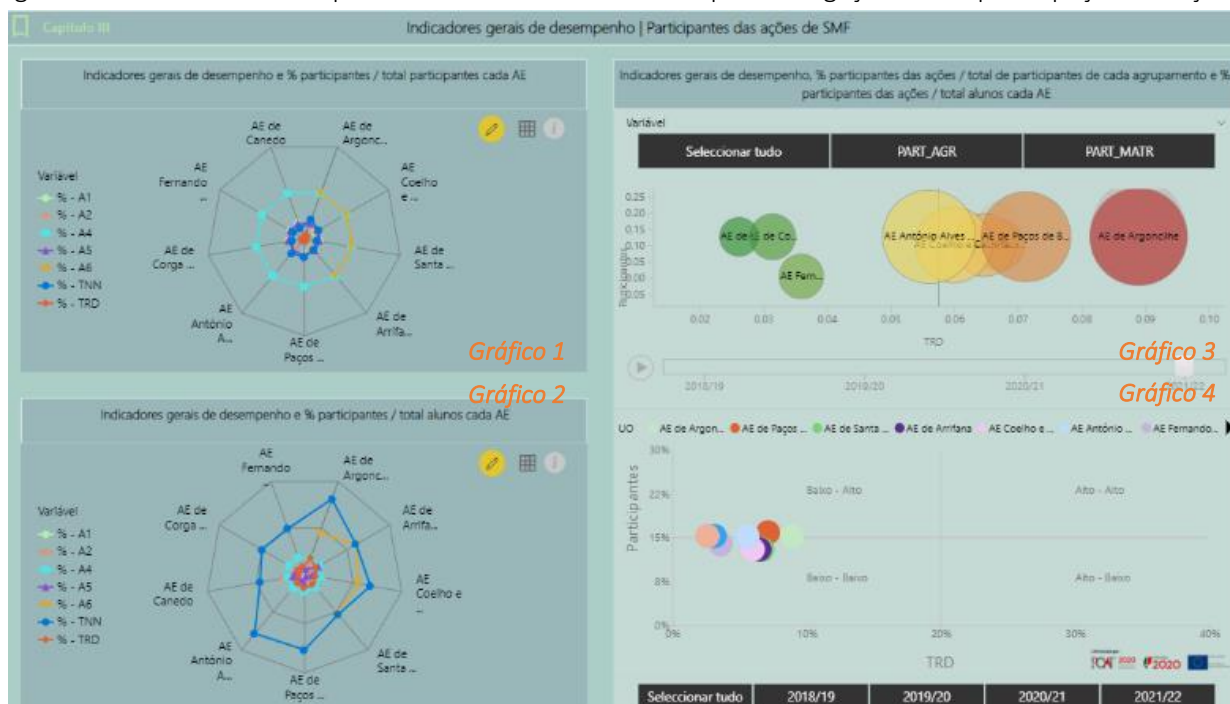 Capítulo III
Indicadores gerais de desempenho | Participantes das ações de SMF
Indicadores gerais de desempenho e % participantes / total participantes cada AE
AE de
Canedo
AE de
Argonc...
AE
Fernando
...
AE
Coelho
e ...
AE de
Corga ...
AE de
Santa ...
AE
António
A...
AE de
Arrifa...
AE de
Paços ...
Variável
% - A1
% - A2
% - A4
% - A5
% - A6
% - TNN
% - TRD
Gráfico 1
Gráfico 2
Indicadores gerais de desempenho e % participantes / total alunos cada AE
AE
Fernando
...
AE de
Argonc...
AE de
Corga ...
AE de
Arrifa...
AE de
Canedo
AE
Coelho e
...
AE
António
A...
AE de
Santa ...
AE de
Paços ...
Variável
% - A1
% - A2
% - A4
% - A5
% - A6
% - TNN
% - TRD
Indicadores gerais de desempenho, % participantes das ações / total de participantes de cada agrupamento e %
participantes das ações / total alunos cada AE
Variável
Seleccionar tudo PART_AGR PART_MATR
0.25
0.20
0.15
0.10
0.05
0.00
0.05
Participantes
AE de Co...
AE Fern...
AE António Alves ...
AE de Paços de B...
AE de Argoncilhe
0.02 0.03 0.04 0.05 0.06 0.07 0.08 0.09 0.10
TRD
Gráfico 3
2018/19 2019/20 2020/21 2021/22
Gráfico 4
UO AE de Argon... AE de Paços ... AE de Santa ... AE de Arrifana AE Coelho e ... AE António ... AE Fernando...
30%
22%
15%
8%
0%
Participantes
Baixo - Alto Alto - Alto
Baixo - Baixo Alto - Baixo
0% 10% 20% 30% 40%
TRD
2020 2020
Seleccionar tudo 2018/19 2019/20 2020/21 2021/22